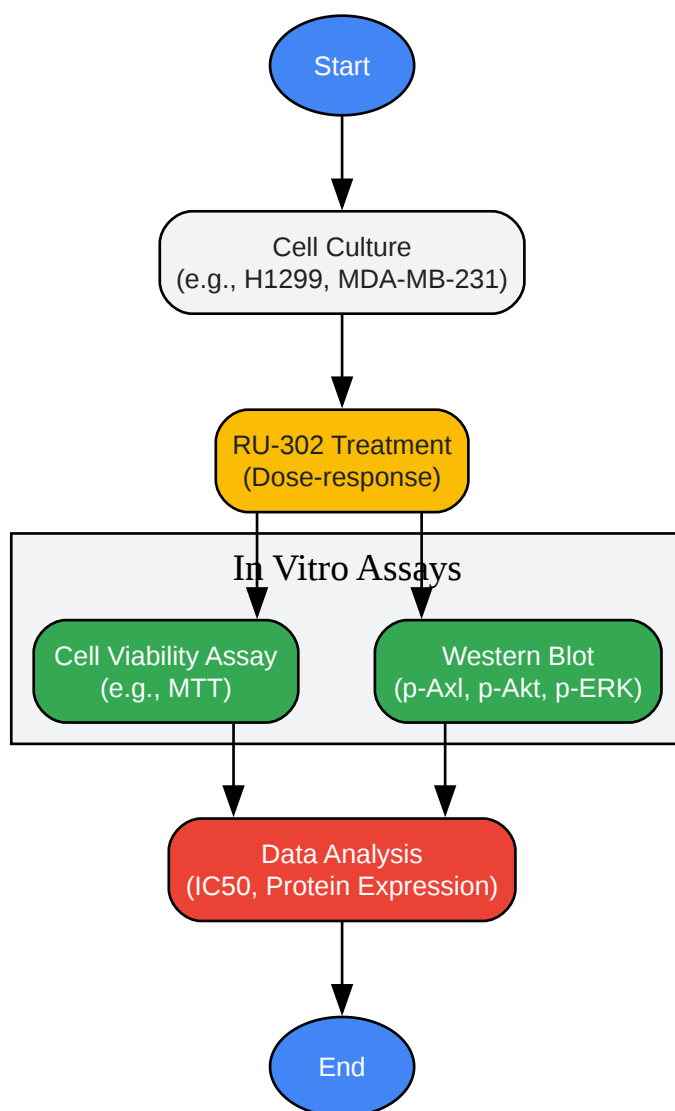 Start
Cell Culture
(e.g., H1299, MDA-MB-231)
RU-302 Treatment
(Dose-response)
In Vitro Assays
Cell Viability Assay
(e.g., MTT)
Western Blot
(p-Axl, p-Akt, p-ERK)
Data Analysis
(IC50, Protein Expression)
End